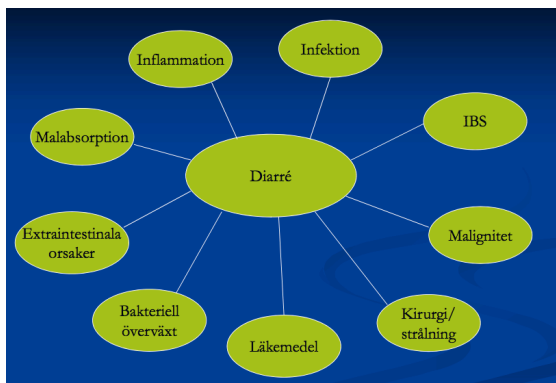 Infektion
Inflammation
IBS
Malabsorption
Diarré
Extraintestinala
orsaker
Malignitet
Bakteriell
överväxt
Kirurgi/
strålning
Läkemedel